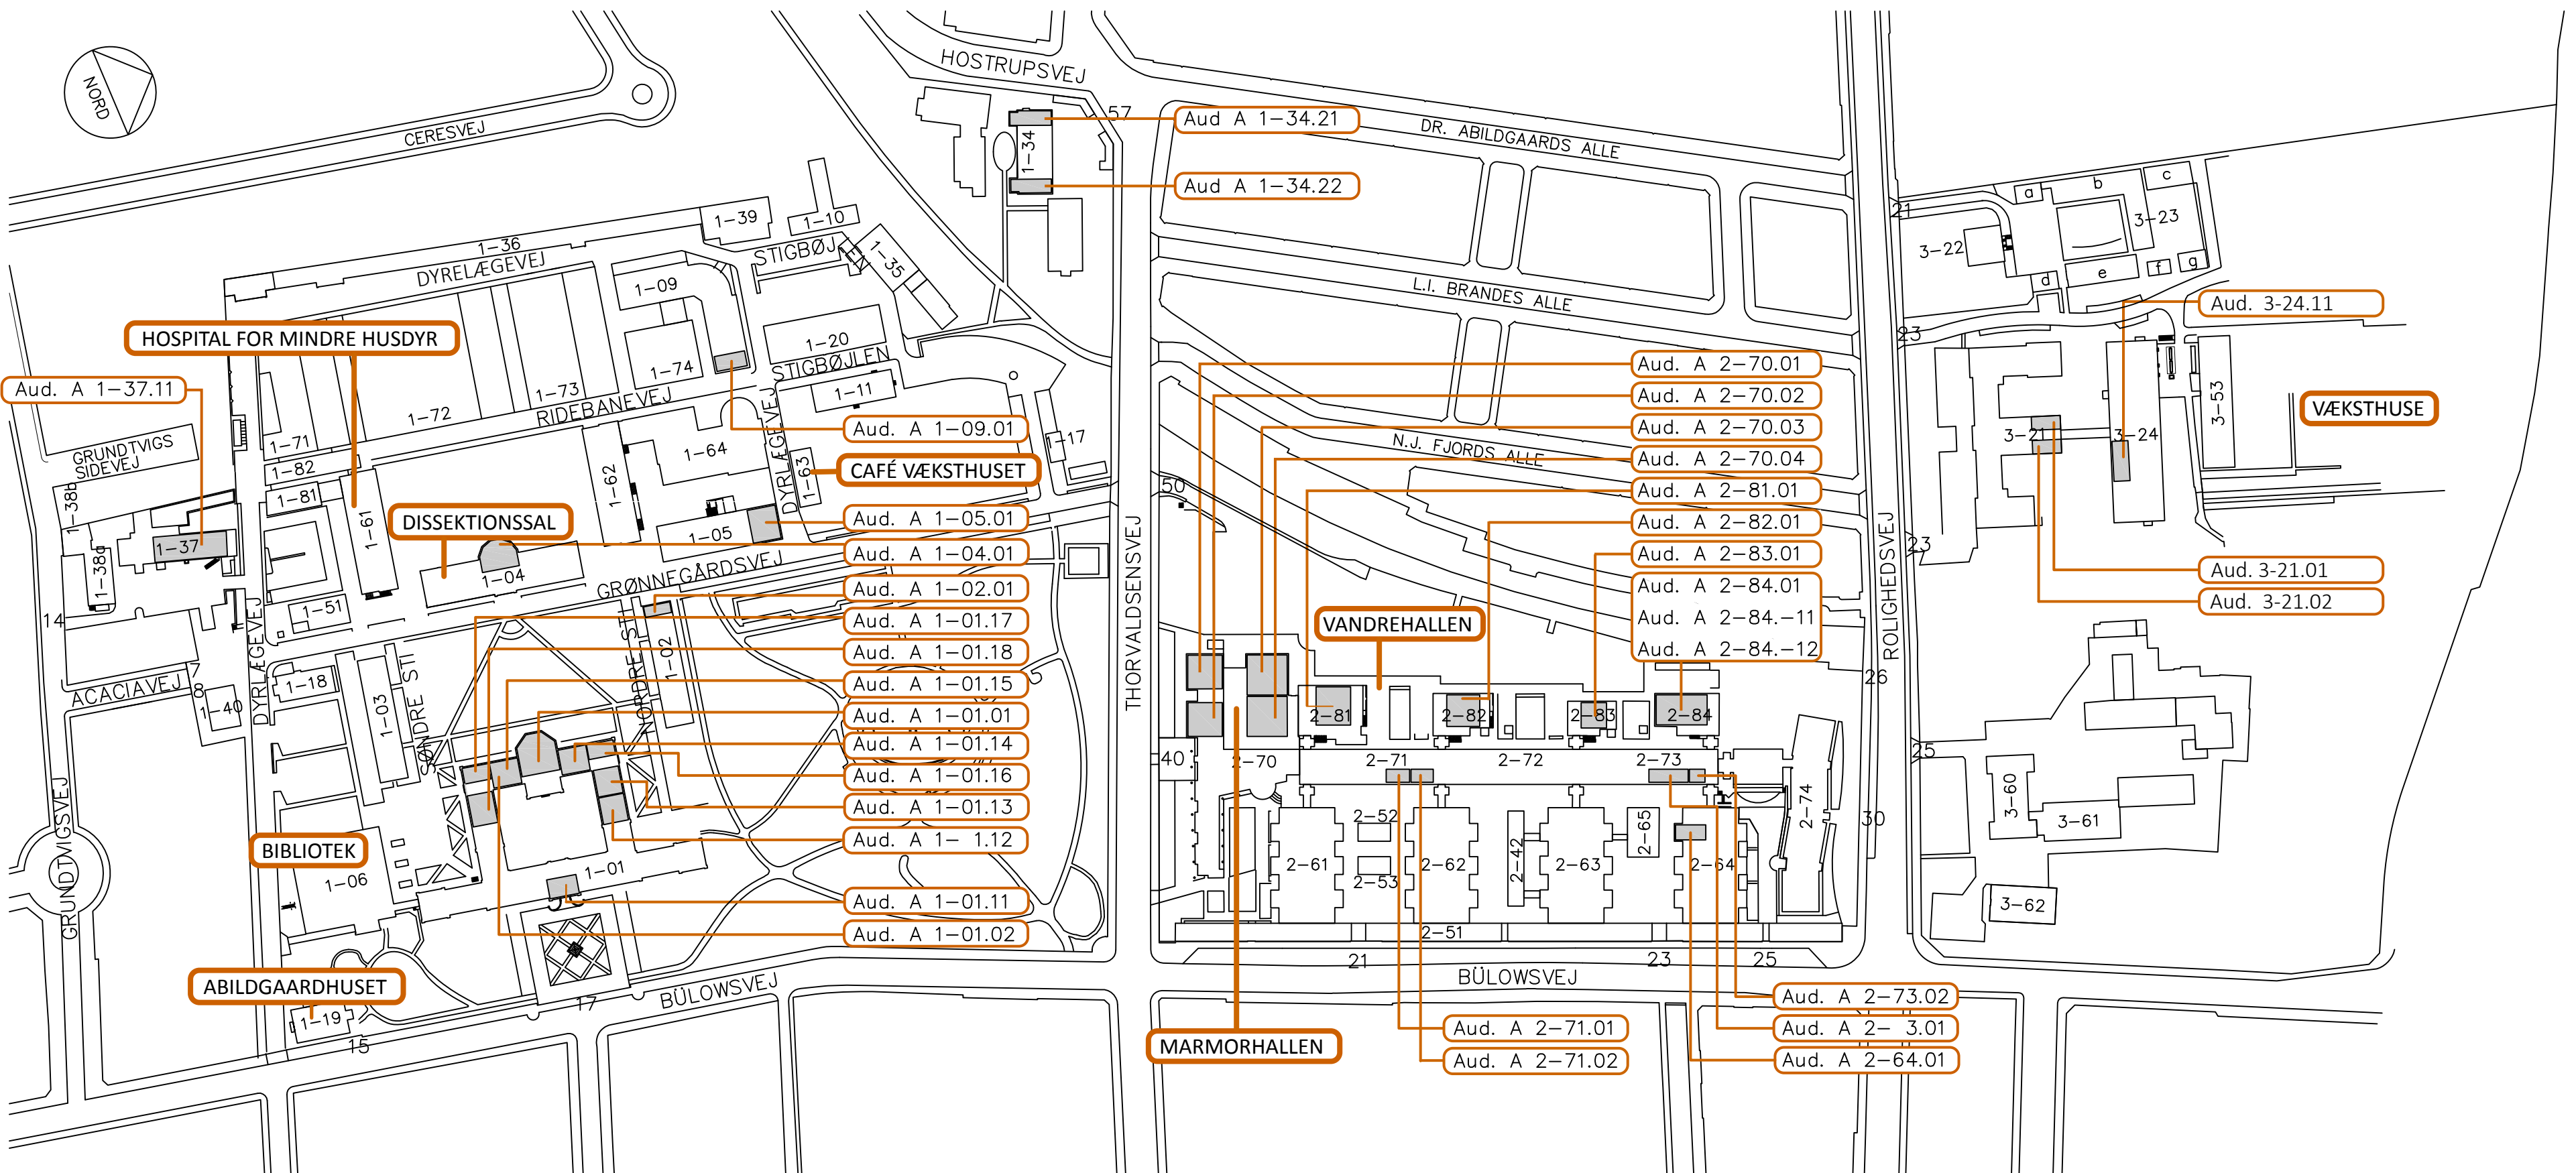 NORD
CERESVEJ
HOSTRUPSVEJ
57
1-34
Aud A 1-34.21
Aud A 1-34.22
DR. ABILDGAARDS ALLE
L.I. BRANDES ALLE
N.J. FJORDS ALLE
1-39
1-10
1-36
DYRELÆGEVEJ
STIGBØJLEN
1-35
1-09
1-20
1-74
STIGBØJLEN
1-11
HOSPITAL FOR MINDRE HUSDYR
Aud. A 1-37.11
1-73
1-72
1-71
RIDEBANEVEJ
DYRLÆGEVEJ
Aud. A 1-09.01
GRUNDTVIGS
SIDEVEJ
1-82
1-81
1-62
1-64
1-63
CAFÉ VÆKSTHUSET
1-17
1-38b
1-37
1-38a
1-61
DISSEKTIONSSAL
1-05
1-04
1-51
GRØNNEGÅRDSVEJ
Aud. A 1-05.01
Aud. A 1-04.01
Aud. A 1-02.01
Aud. A 1-01.17
Aud. A 1-01.18
Aud. A 1-01.15
Aud. A 1-01.01
Aud. A 1-01.14
Aud. A 1-01.16
Aud. A 1-01.13
Aud. A 1- 1.12
Aud. A 1-01.11
Aud. A 1-01.02
14
ACACIAVEJ
7
8
1-40
DYRLÆGEVEJ
1-18
1-03
SØNDRE STI
NORDRE STI
1-02
5
GRUNDTVIGSVEJ
BIBLIOTEK
1-06
1-01
ABILDGAARDHUSET
1-19
15
17
BÜLOWSVEJ
THORVALDSENSVEJ
50
40
Aud. A 2-70.01
Aud. A 2-70.02
Aud. A 2-70.03
Aud. A 2-70.04
Aud. A 2-81.01
Aud. A 2-82.01
Aud. A 2-83.01
Aud. A 2-84.01
Aud. A 2-84.-11
Aud. A 2-84.-12
VANDREHALLEN
2-81
2-82
2-83
2-84
2-70
2-71
2-72
2-73
2-74
2-52
2-53
2-61
2-62
2-42
2-63
2-65
2-64
2-51
21
23
25
BÜLOWSVEJ
MARMORHALLEN
Aud. A 2-71.01
Aud. A 2-71.02
Aud. A 2-73.02
Aud. A 2- 3.01
Aud. A 2-64.01
ROLIGHEDSVEJ
26
30
21
23
23
25
a
b
c
3-23
3-22
d
e
f
g
Aud. 3-24.11
3-21
3-24
3-53
VÆKSTHUSE
Aud. 3-21.01
Aud. 3-21.02
3-60
3-61
3-62